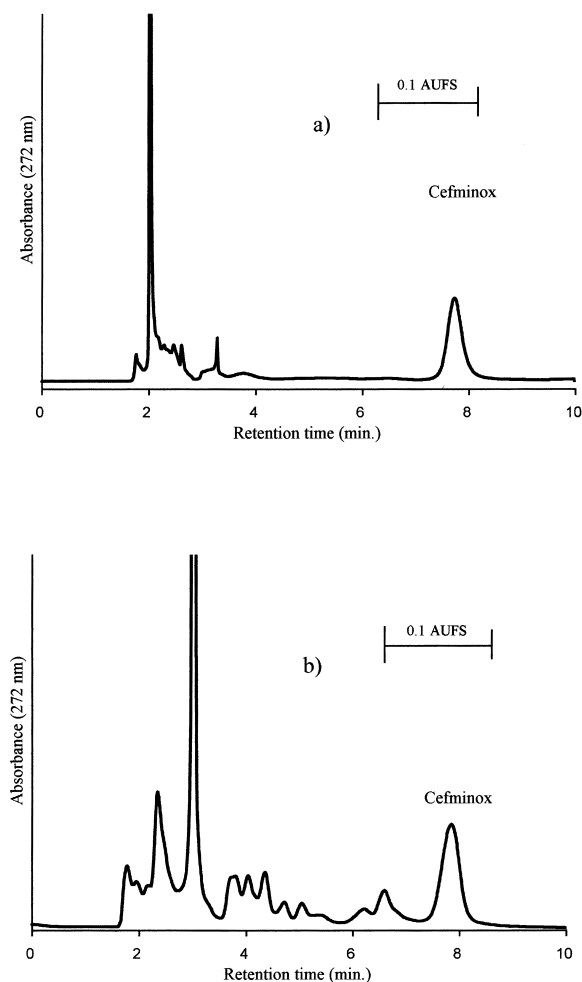 0.1 AUFS
a)
Cefminox
Absorbance (272 nm)
0 2 4 6 8 10
Retention time (min.)
0.1 AUFS
b)
Cefminox
Absorbance (272 nm)
0 2 4 6 8 10
Retention time (min.)